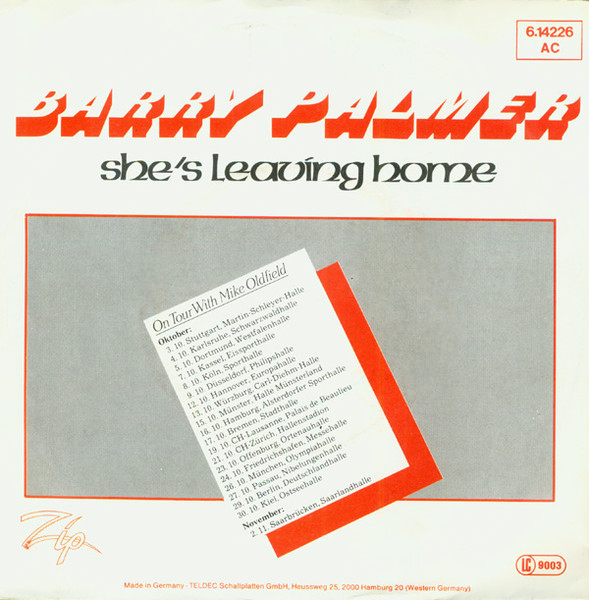 6.14226
AC
BARRY PALMER
she's Leaving home
On Tour With Mike Oldfield
Oktober:
3. 10. Stuttgart, Martin-Schleyer-Halle
4. 10. Karlsruhe, Schwarzwaldhalle
5. 10. Dortmund, Westfalenhalle
7. 10. Kassel, Eissporthalle
8. 10. Köln, Sporthalle
9. 10. Düsseldorf, Philipshalle
12. 10. Hannover, Europahalle
13. 10. Würzburg, Carl-Diehm-Halle
15. 10. Münster, Halle Münsterland
16. 10. Hamburg, Alsterdorfer Sporthalle
17. 10. Bremen, Stadthalle
19. 10. CH-Lausanne, Palais de Beaulieu
21. 10. CH-Zürich, Hallenstadion
23. 10. Offenburg, Ortenauhalle
24. 10. Friedrichshafen, Messehalle
26. 10. München, Olympiahalle
27. 10. Passau, Nibelungenhalle
29. 10. Berlin, Deutschlandhalle
30. 10. Kiel, Ostseehalle
November:
2. 11. Saarbrücken, Saarlandhalle
Zip
LC 9003
Made in Germany · TELDEC Schallplatten GmbH, Heussweg 25, 2000 Hamburg 20 (Western Germany)